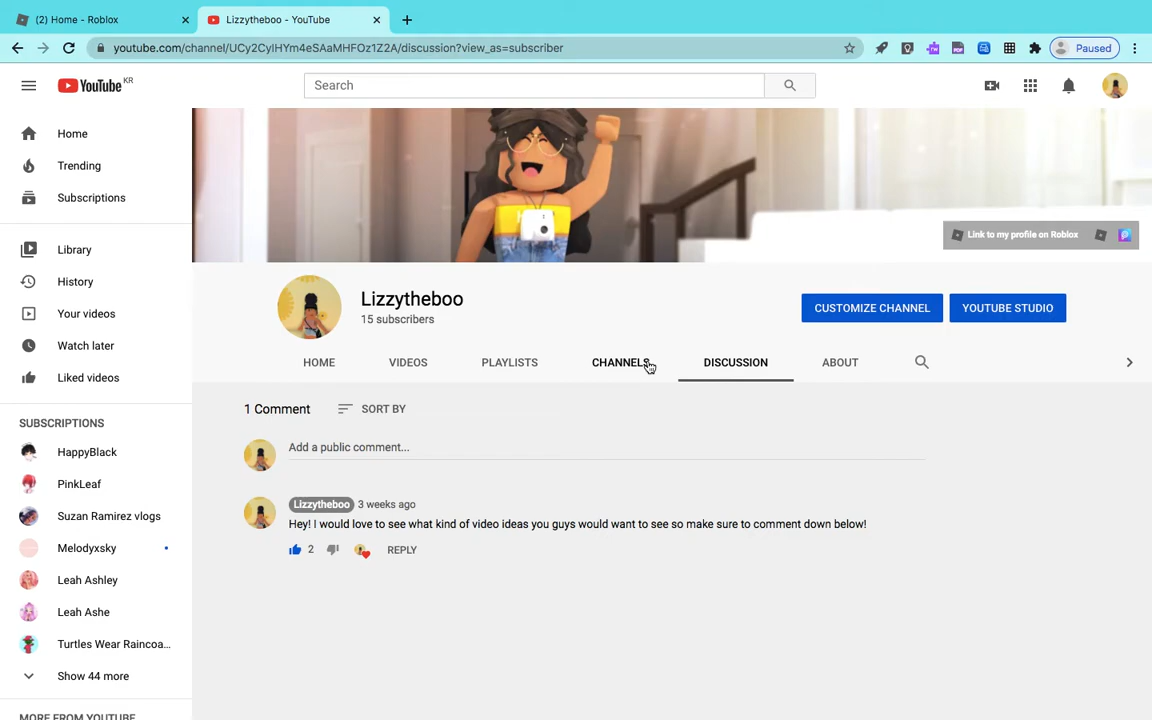 (2) Home - Roblox
Lizzytheboo - YouTube
youtube.com/channel/UCy2CylHYm4eSAaMHFOz1Z2A/discussion?view_as=subscriber
Paused
YouTube KR
Search
Home
Trending
Subscriptions
Library
History
Your videos
Watch later
Liked videos
SUBSCRIPTIONS
HappyBlack
PinkLeaf
Suzan Ramirez vlogs
Melodyxsky
Leah Ashley
Leah Ashe
Turtles Wear Raincoa...
Show 44 more
MORE FROM YOUTUBE
Link to my profile on Roblox
Lizzytheboo
15 subscribers
CUSTOMIZE CHANNEL
YOUTUBE STUDIO
HOME VIDEOS PLAYLISTS CHANNELS DISCUSSION ABOUT
1 Comment SORT BY
Add a public comment...
Lizzytheboo 3 weeks ago
Hey! I would love to see what kind of video ideas you guys would want to see so make sure to comment down below!
2 REPLY